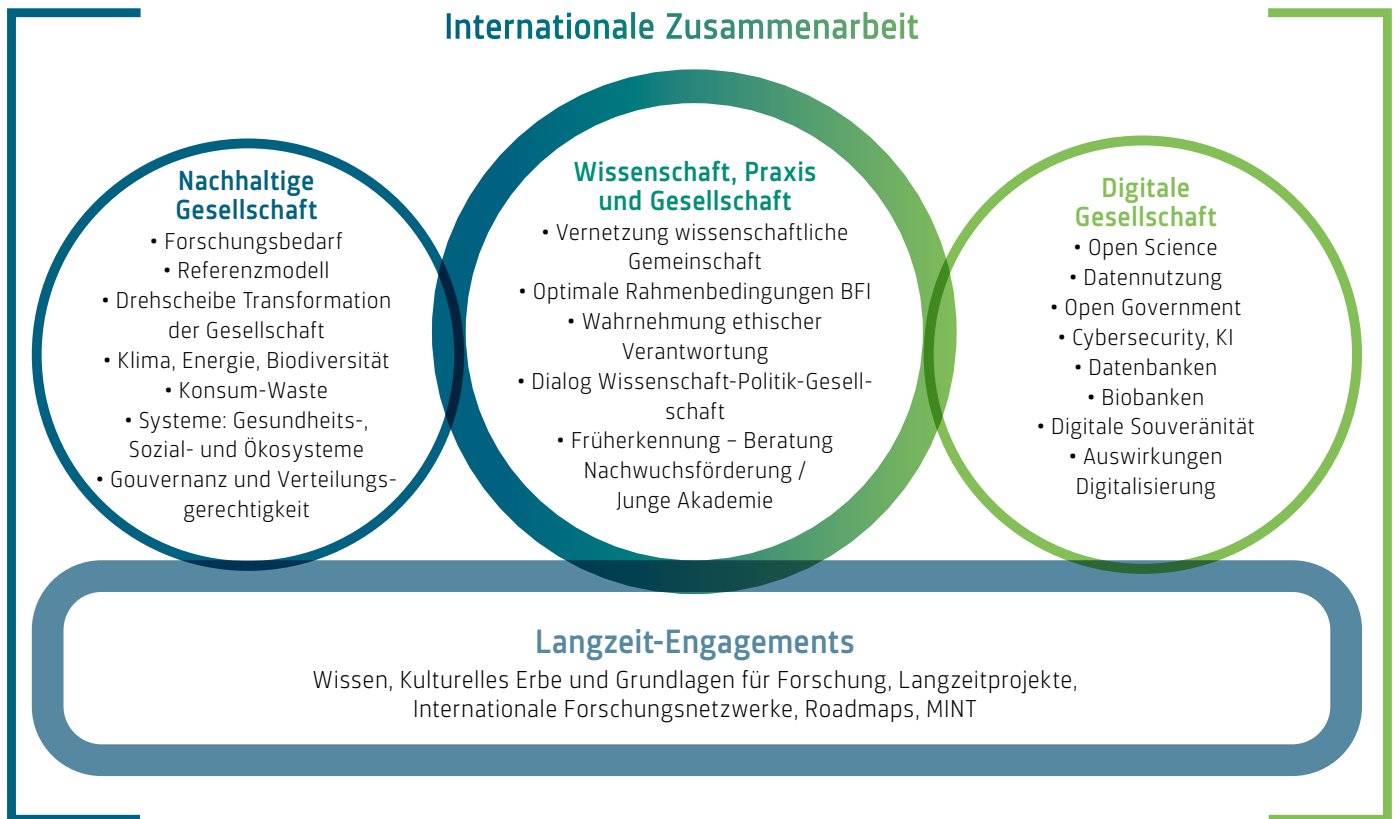 Internationale Zusammenarbeit
Nachhaltige
Gesellschaft
• Forschungsbedarf
• Referenzmodell
• Drehscheibe Transformation
der Gesellschaft
• Klima, Energie, Biodiversität
• Konsum-Waste
• Systeme: Gesundheits-,
Sozial- und Ökosysteme
• Gouvernanz und Verteilungs-
gerechtigkeit
Wissenschaft, Praxis
und Gesellschaft
• Vernetzung wissenschaftliche
Gemeinschaft
• Optimale Rahmenbedingungen BFI
• Wahrnehmung ethischer
Verantwortung
• Dialog Wissenschaft-Politik-Gesell-
schaft
• Früherkennung – Beratung
Nachwuchsförderung /
Junge Akademie
Digitale
Gesellschaft
• Open Science
• Datennutzung
• Open Government
• Cybersecurity, KI
• Datenbanken
• Biobanken
• Digitale Souveränität
• Auswirkungen
Digitalisierung
Langzeit-Engagements
Wissen, Kulturelles Erbe und Grundlagen für Forschung, Langzeitprojekte,
Internationale Forschungsnetzwerke, Roadmaps, MINT